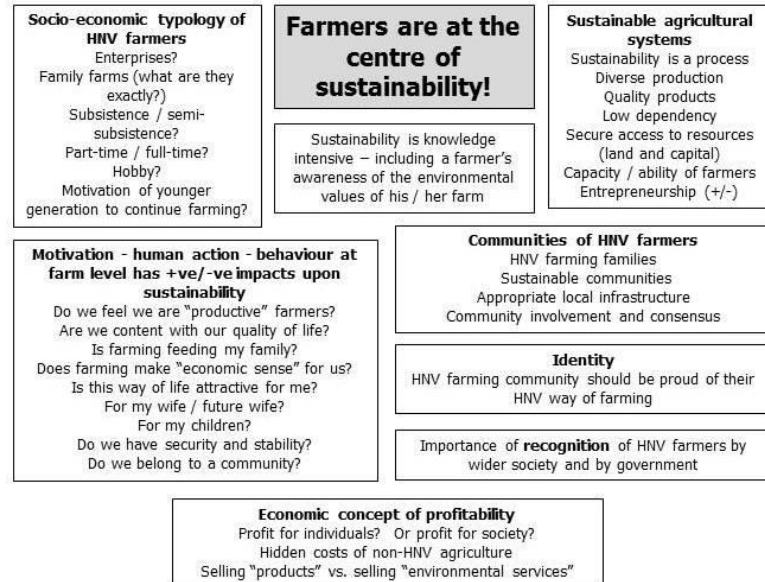 Socio-economic typology of
HNV farmers
Enterprises?
Family farms (what are they
exactly?)
Subsistence / semi-
subsistence?
Part-time / full-time?
Hobby?
Motivation of younger
generation to continue farming?
Farmers are at the
centre of
sustainability!
Sustainability is knowledge
intensive – including a farmer's
awareness of the environmental
values of his / her farm
Sustainable agricultural
systems
Sustainability is a process
Diverse production
Quality products
Low dependency
Secure access to resources
(land and capital)
Capacity / ability of farmers
Entrepreneurship (+/-)
Motivation - human action - behaviour at
farm level has +ve/-ve impacts upon
sustainability
Do we feel we are "productive" farmers?
Are we content with our quality of life?
Is farming feeding my family?
Does farming make "economic sense" for us?
Is this way of life attractive for me?
For my wife / future wife?
For my children?
Do we have security and stability?
Do we belong to a community?
Communities of HNV farmers
HNV farming families
Sustainable communities
Appropriate local infrastructure
Community involvement and consensus
Identity
HNV farming community should be proud of their
HNV way of farming
Importance of recognition of HNV farmers by
wider society and by government
Economic concept of profitability
Profit for individuals? Or profit for society?
Hidden costs of non-HNV agriculture
Selling "products" vs. selling "environmental services"